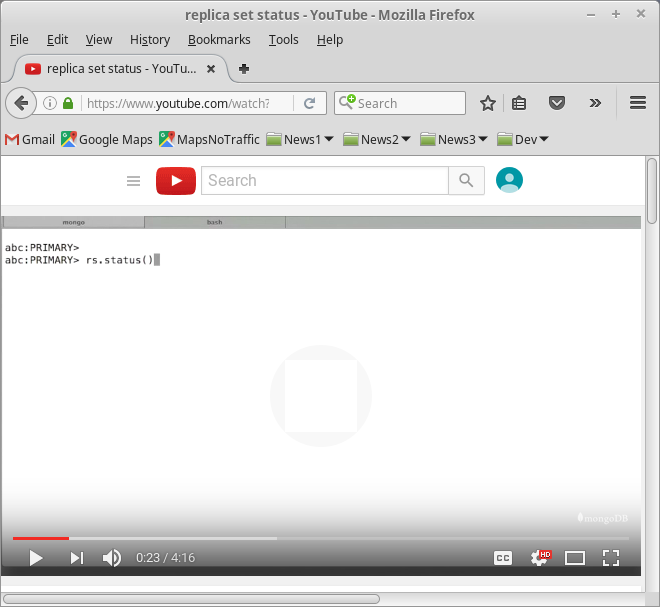 replica set status - YouTube - Mozilla Firefox
File Edit View History Bookmarks Tools Help
replica set status - YouTu...
https://www.youtube.com/watch?
Search
Gmail Google Maps MapsNoTraffic News1 News2 News3 Dev
Search
mongo bash
abc:PRIMARY>
abc:PRIMARY> rs.status()
mongoDB
0:23 / 4:16 CC HD